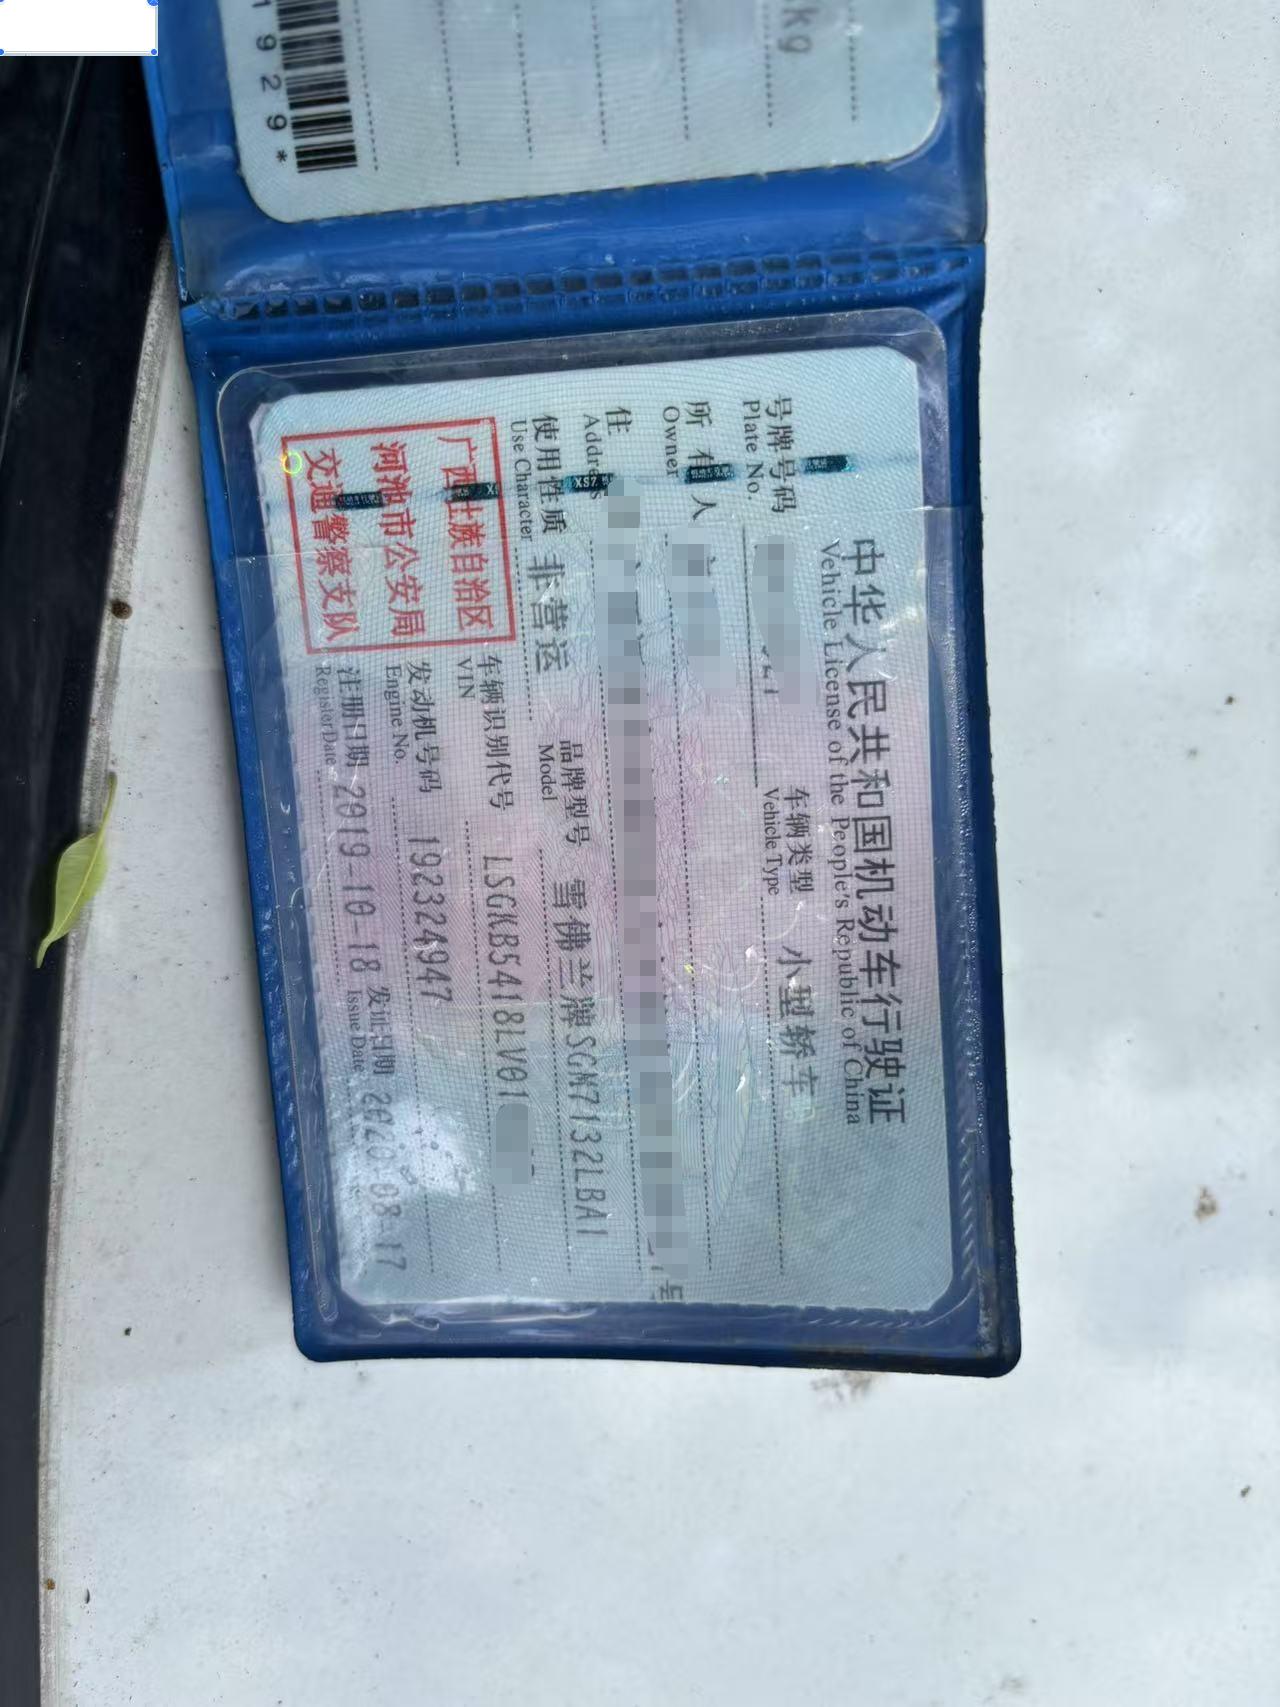 929*
kg
中华人民共和国机动车行驶证
Vehicle License of the People's Republic of China
号牌号码
Plate No.
车辆类型 小型轿车
Vehicle Type
所有人
Owner
住
Address
号
使用性质 非营运
Use Character
品牌型号 雪佛兰牌SGM7132LBA1
Model
广西壮族自治区
河池市公安局
交通警察支队
车辆识别代号 LSGKB5418LV01
VIN
发动机号码 192324947
Engine No.
注册日期 2019-10-18 发证日期 2020-08-17
Register Date Issue Date